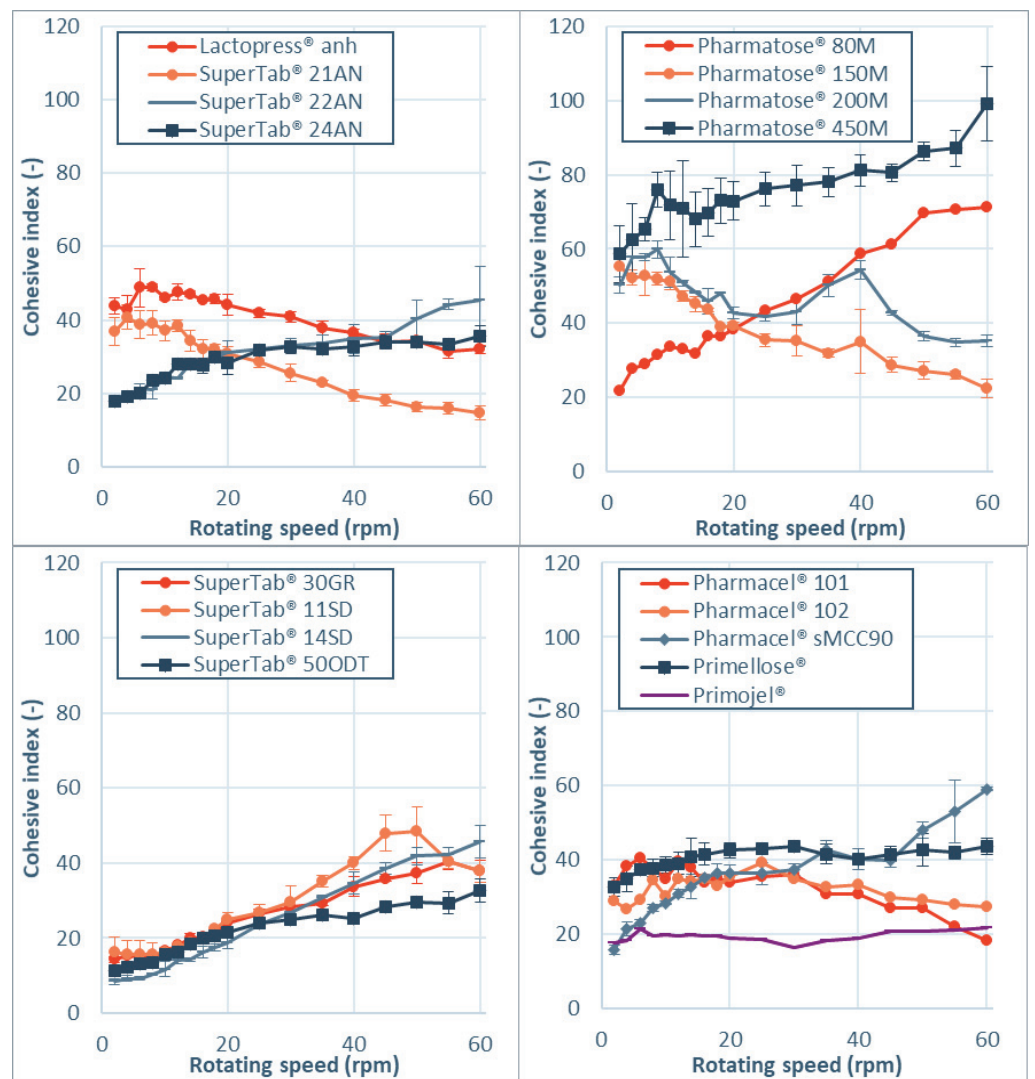 Lactopress® anh
SuperTab® 21AN
SuperTab® 22AN
SuperTab® 24AN
120
100
80
60
40
20
0
Cohesive index (-)
0 20 40 60
Rotating speed (rpm)
Pharmatose® 80M
Pharmatose® 150M
Pharmatose® 200M
Pharmatose® 450M
120
100
80
60
40
20
0
Cohesive index (-)
0 20 40 60
Rotating speed (rpm)
SuperTab® 30GR
SuperTab® 11SD
SuperTab® 14SD
SuperTab® 50ODT
120
100
80
60
40
20
0
Cohesive index (-)
0 20 40 60
Rotating speed (rpm)
Pharmacel® 101
Pharmacel® 102
Pharmacel® sMCC90
Primellose®
Primojel®
120
100
80
60
40
20
0
Cohesive index (-)
0 20 40 60
Rotating speed (rpm)